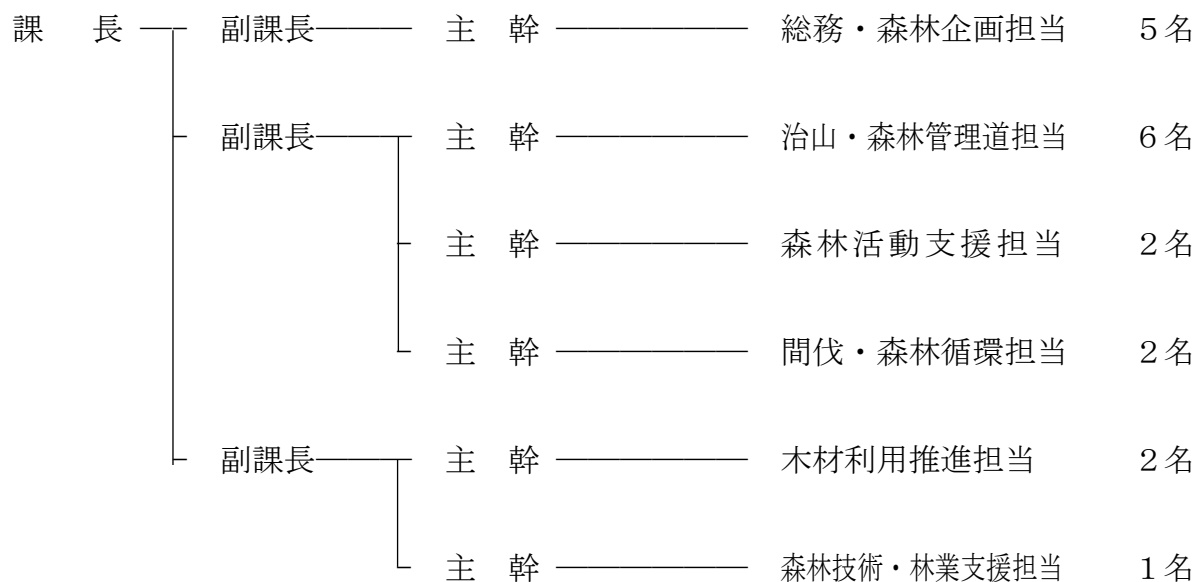 課　長　副課長　主　幹　総務・森林企画担当　５名
副課長　主　幹　治山・森林管理道担当　６名
主　幹　森林活動支援担当　２名
主　幹　間伐・森林循環担当　２名
副課長　主　幹　木材利用推進担当　２名
主　幹　森林技術・林業支援担当　１名